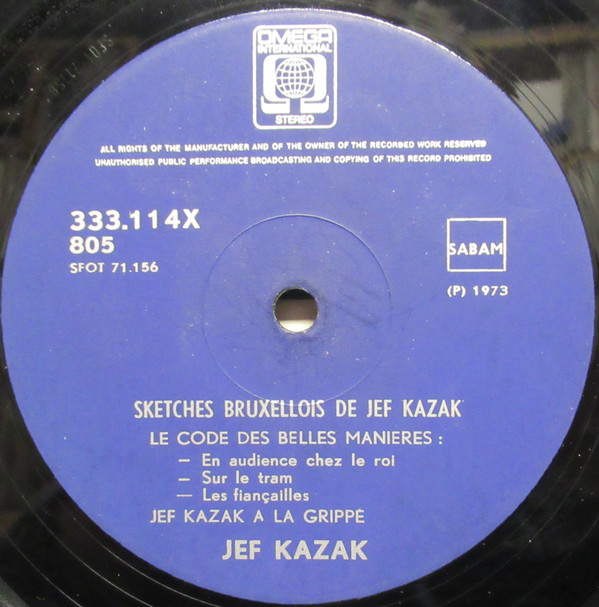 OMEGA
INTERNATIONAL
STEREO
ALL RIGHTS OF THE MANUFACTURER AND OF THE OWNER OF THE RECORDED WORK RESERVED
UNAUTHORISED PUBLIC PERFORMANCE BROADCASTING AND COPYING OF THIS RECORD PROHIBITED
333.114X
805
SFOT 71.156
SABAM
(P) 1973
SKETCHES BRUXELLOIS DE JEF KAZAK
LE CODE DES BELLES MANIERES :
— En audience chez le roi
— Sur le tram
— Les fiançailles
JEF KAZAK A LA GRIPPE
JEF KAZAK